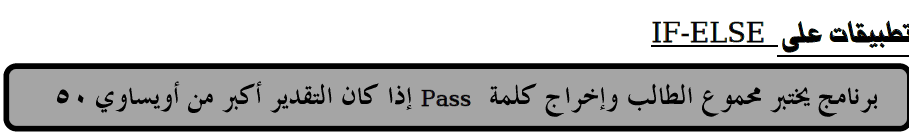 تطبيقات على IF-ELSE
برنامج يختبر مجموع الطالب وإخراج كلمة Pass إذا كان التقدير أكبر من أويساوي ٥٠